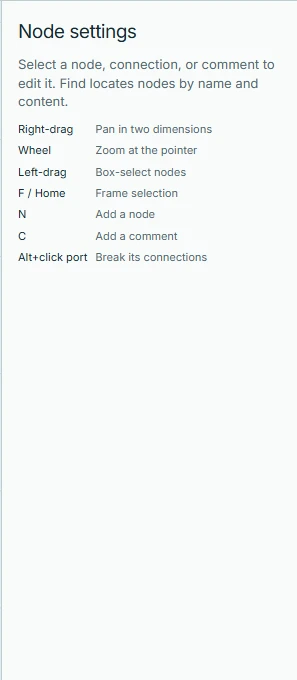 Node settings
Select a node, connection, or comment to
edit it. Find locates nodes by name and
content.
Right-drag Pan in two dimensions
Wheel Zoom at the pointer
Left-drag Box-select nodes
F / Home Frame selection
N Add a node
C Add a comment
Alt+click port Break its connections